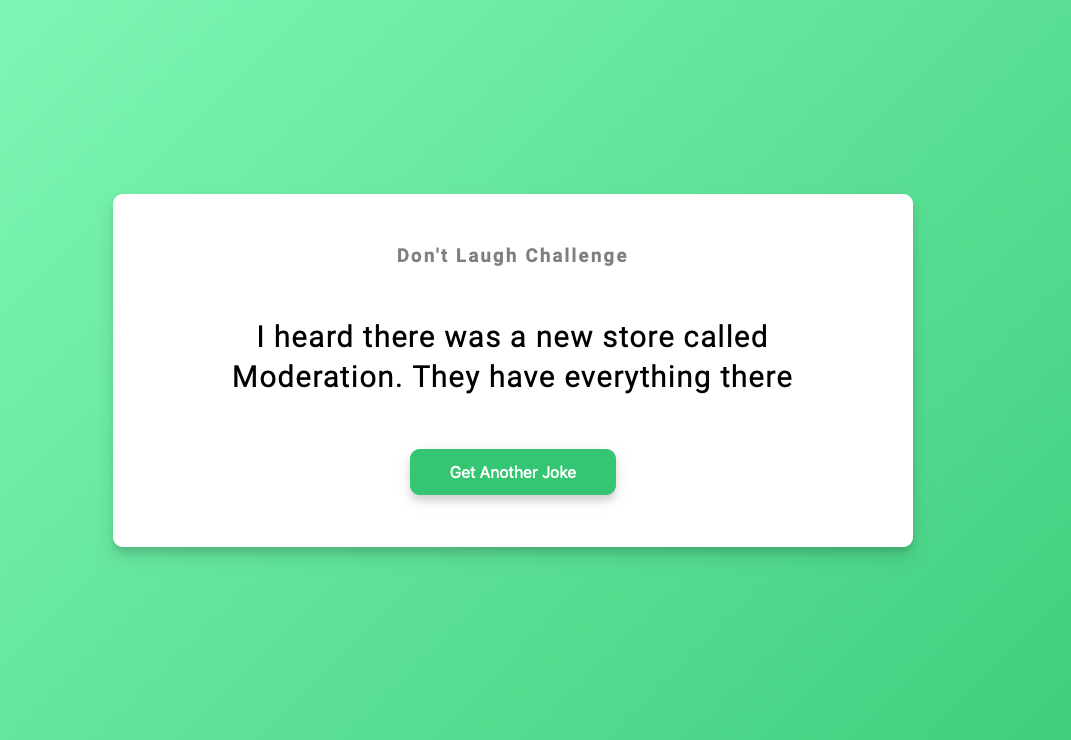 Don't Laugh Challenge
I heard there was a new store called
Moderation. They have everything there
Get Another Joke